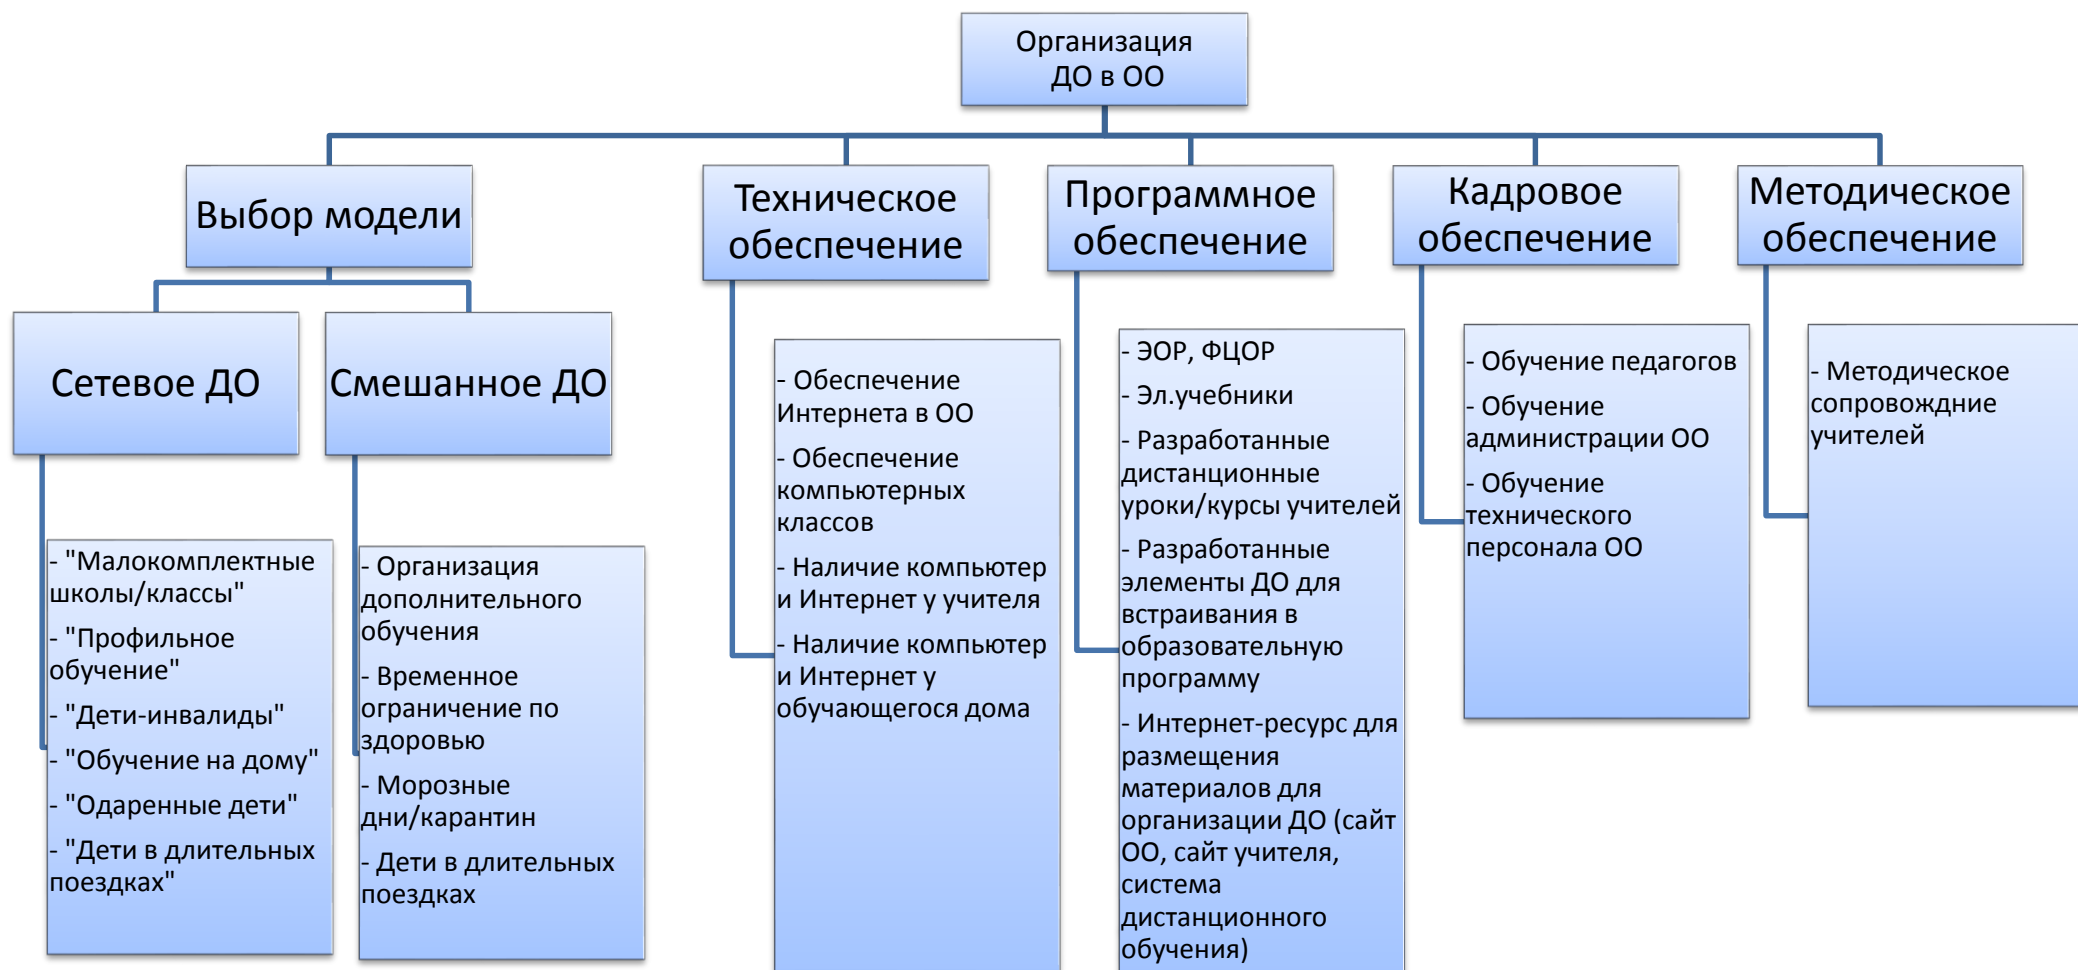 Организация
ДО в ОО
Выбор модели
Техническое
обеспечение
Программное
обеспечение
Кадровое
обеспечение
Методическое
обеспечение
Сетевое ДО
Смешанное ДО
- "Малокомплектные
школы/классы"
- "Профильное
обучение"
- "Дети-инвалиды"
- "Обучение на дому"
- "Одаренные дети"
- "Дети в длительных
поездках"
- Организация
дополнительного
обучения
- Временное
ограничение по
здоровью
- Морозные
дни/карантин
- Дети в длительных
поездках
- Обеспечение
Интернета в ОО
- Обеспечение
компьютерных
классов
- Наличие компьютер
и Интернет у учителя
- Наличие компьютер
и Интернет у
обучающегося дома
- ЭОР, ФЦОР
- Эл.учебники
- Разработанные
дистанционные
уроки/курсы учителей
- Разработанные
элементы ДО для
встраивания в
образовательную
программу
- Интернет-ресурс для
размещения
материалов для
организации ДО (сайт
ОО, сайт учителя,
система
дистанционного
обучения)
- Обучение педагогов
- Обучение
администрации ОО
- Обучение
технического
персонала ОО
- Методическое
сопровождние
учителей